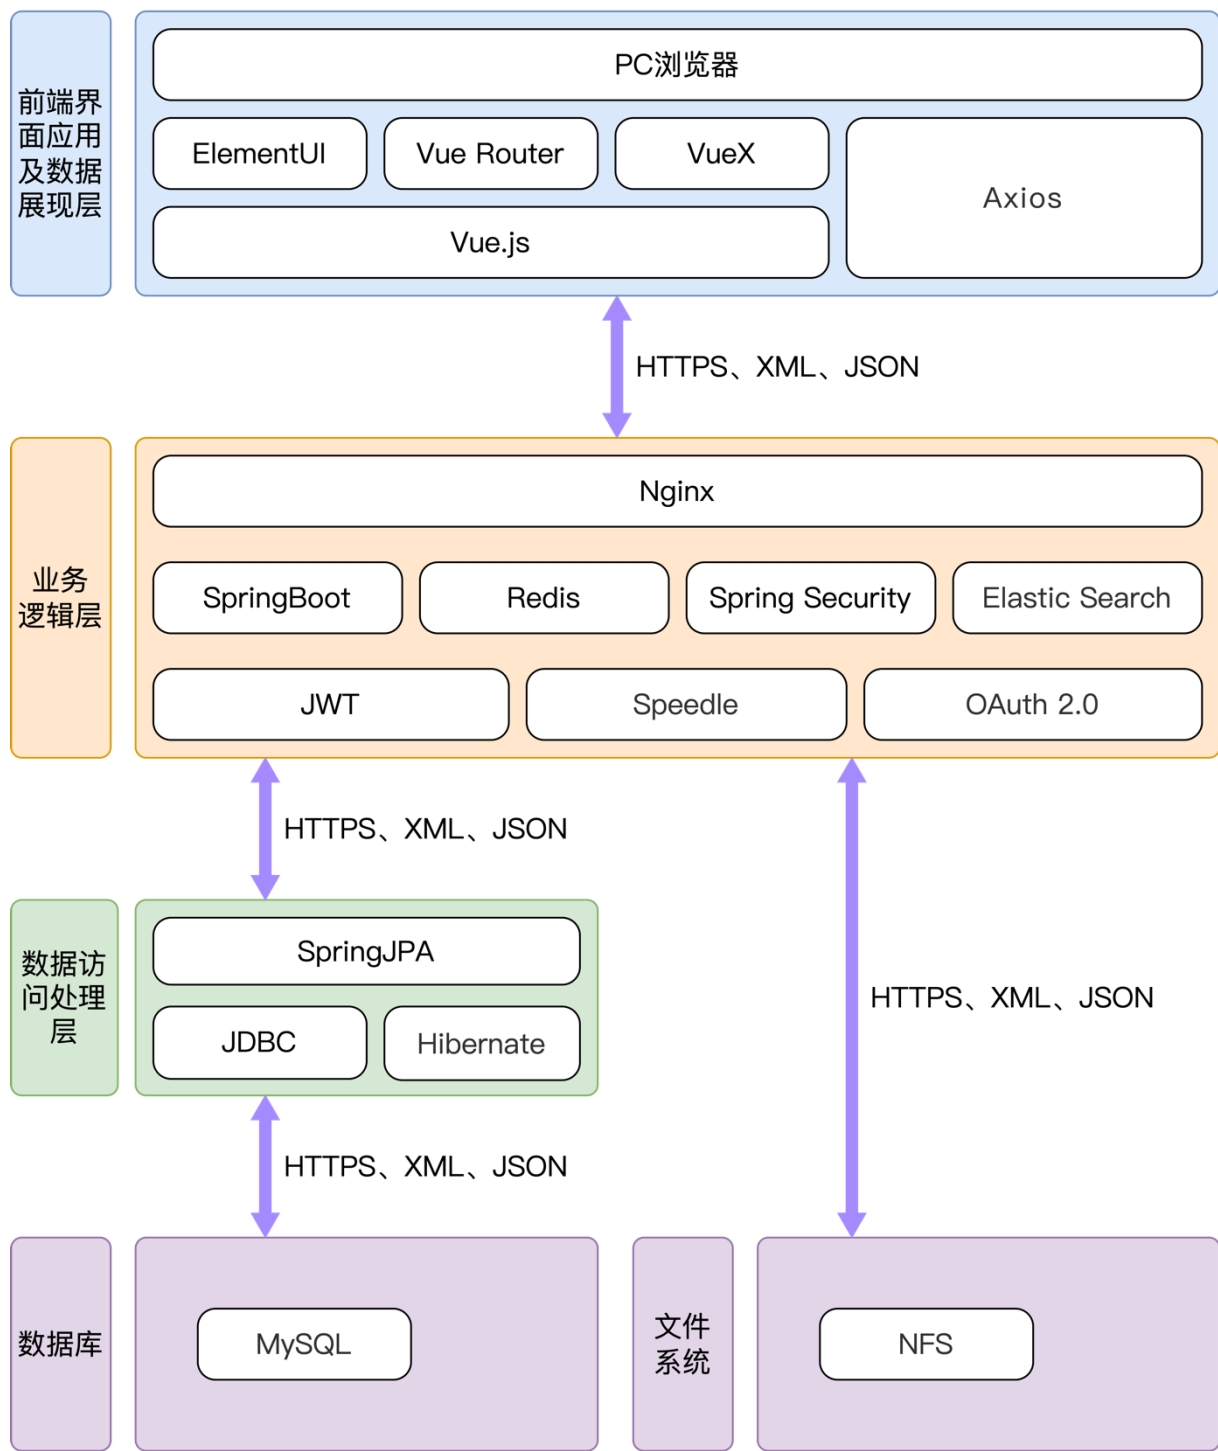 前端界
面应用
及数据
展现层
PC浏览器
ElementUI
Vue Router
VueX
Axios
Vue.js
HTTPS、XML、JSON
业务
逻辑层
Nginx
SpringBoot
Redis
Spring Security
Elastic Search
JWT
Speedle
OAuth 2.0
HTTPS、XML、JSON
数据访
问处理
层
SpringJPA
JDBC
Hibernate
HTTPS、XML、JSON
HTTPS、XML、JSON
数据库
MySQL
文件
系统
NFS